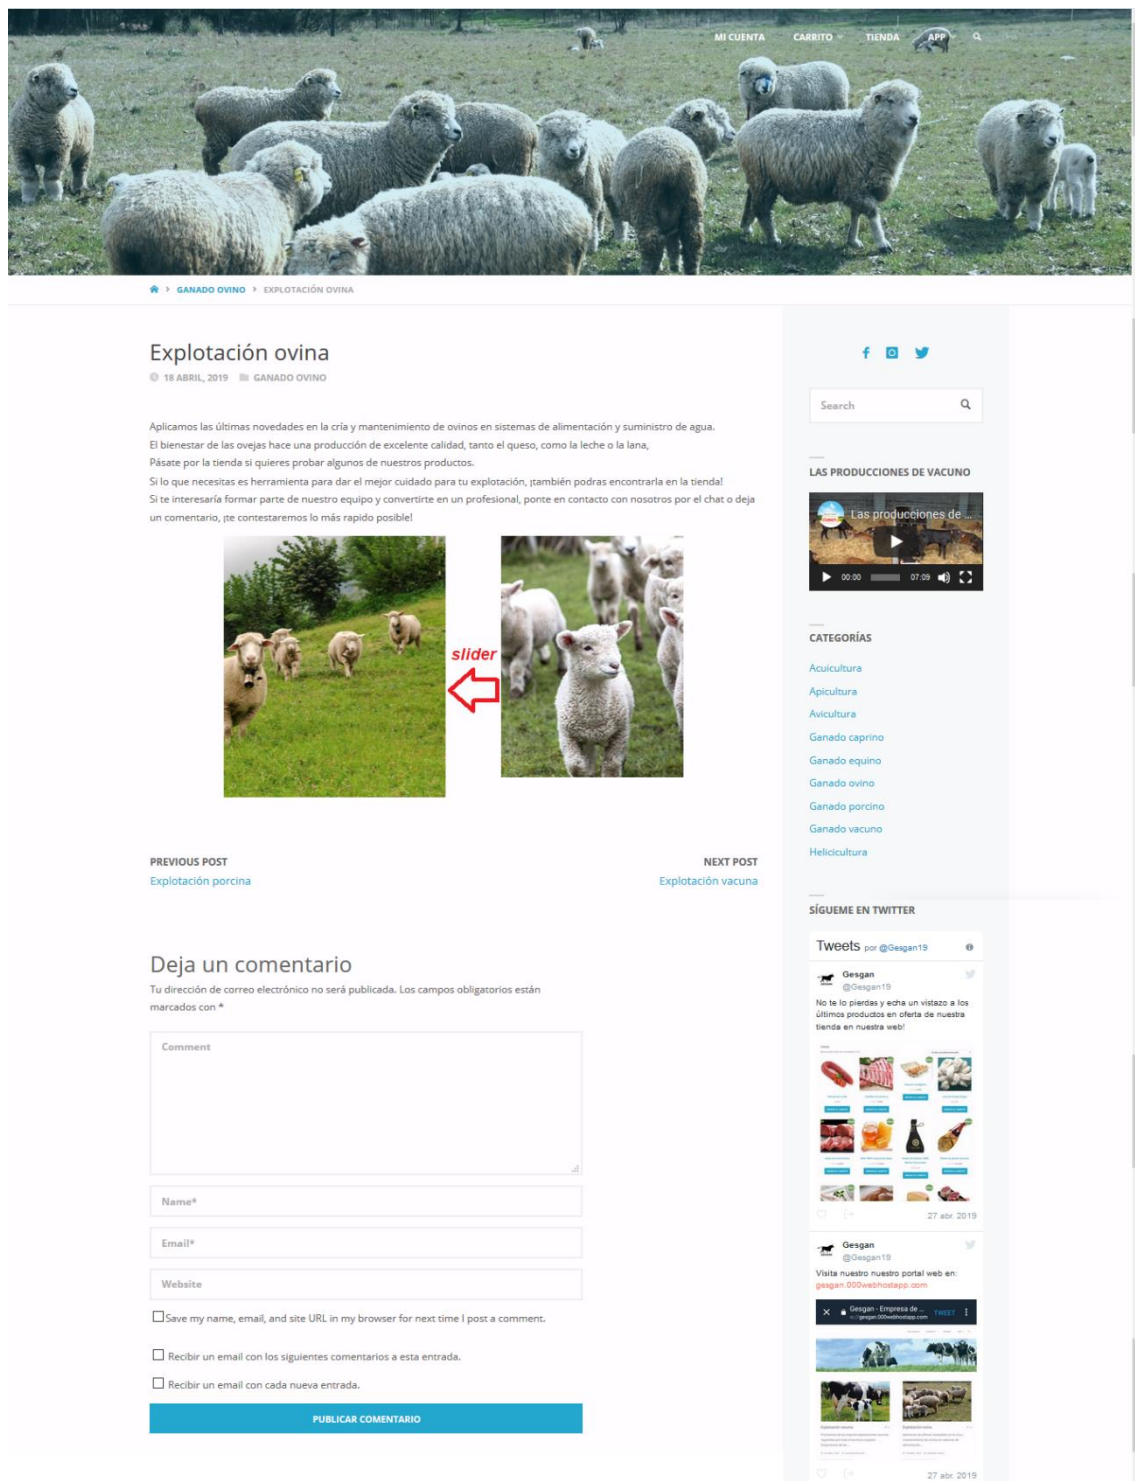 MI CUENTA CARRITO TIENDA APP
GANADO OVINO > EXPLOTACIÓN OVINA
Explotación ovina
18 ABRIL, 2019 GANADO OVINO
Aplicamos las últimas novedades en la cría y mantenimiento de ovinos en sistemas de alimentación y suministro de agua.
El bienestar de las ovejas hace una producción de excelente calidad, tanto el queso, como la leche o la lana,
Pásate por la tienda si quieres probar algunos de nuestros productos.
Si lo que necesitas es herramienta para dar el mejor cuidado para tu explotación, ¡también podras encontrarla en la tienda!
Si te interesaría formar parte de nuestro equipo y convertirte en un profesional, ponte en contacto con nosotros por el chat o deja
un comentario, ¡te contestaremos lo más rapido posible!
slider
PREVIOUS POST
Explotación porcina
NEXT POST
Explotación vacuna
Deja un comentario
Tu dirección de correo electrónico no será publicada. Los campos obligatorios están
marcados con *
Comment
Name*
Email*
Website
Save my name, email, and site URL in my browser for next time I post a comment.
Recibir un email con los siguientes comentarios a esta entrada.
Recibir un email con cada nueva entrada.
PUBLICAR COMENTARIO
Search
LAS PRODUCCIONES DE VACUNO
Las producciones de ...
00:00 07:09
CATEGORÍAS
Acuicultura
Apicultura
Avicultura
Ganado caprino
Ganado equino
Ganado ovino
Ganado porcino
Ganado vacuno
Helicicultura
SÍGUEME EN TWITTER
Tweets por @Gesgan19
Gesgan
@Gesgan19
No te lo pierdas y echa un vistazo a los
últimos productos en oferta de nuestra
tienda en nuestra web!
27 abr. 2019
Gesgan
@Gesgan19
Visita nuestro nuestro portal web en:
gesgan.000webhostapp.com
Gesgan - Empresa de ...
gesgan.000webhostapp.com
TWEET
27 abr. 2019